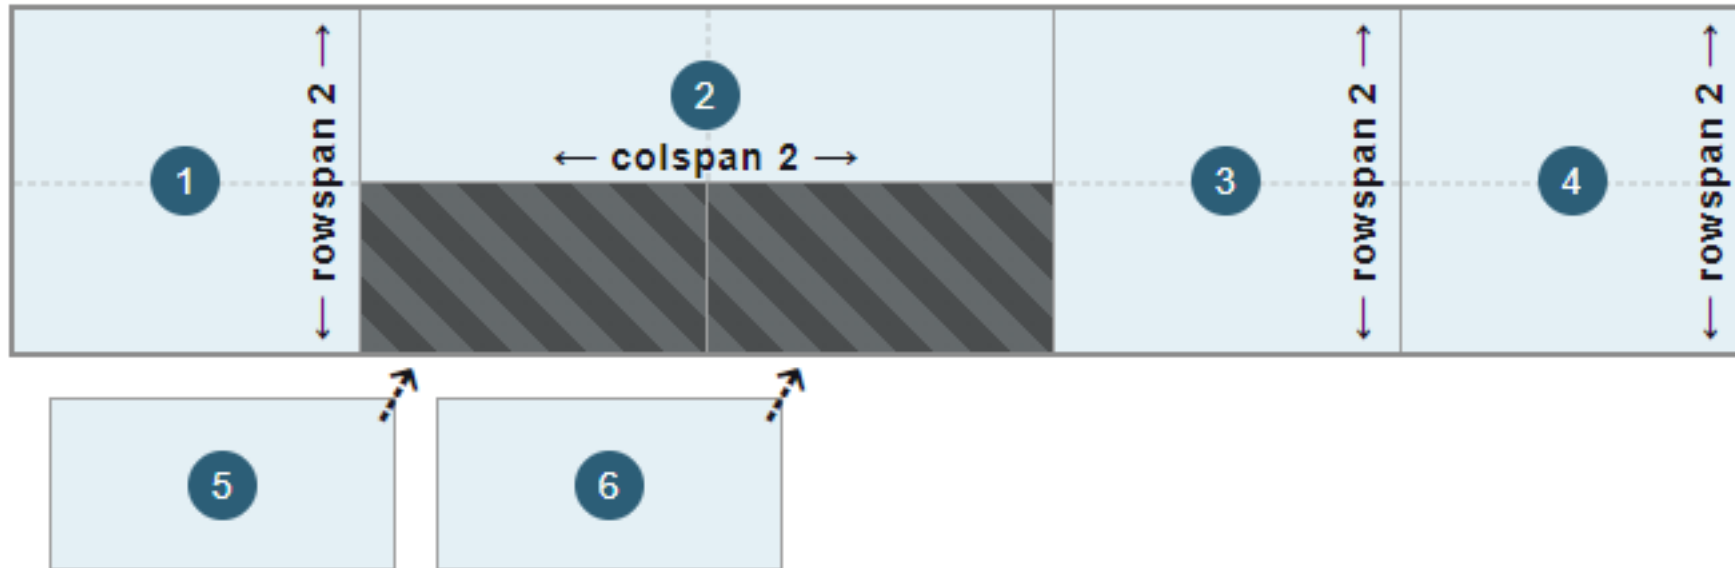 1
← rowspan 2 →
2
← colspan 2 →
3
← rowspan 2 →
4
← rowspan 2 →
5
6